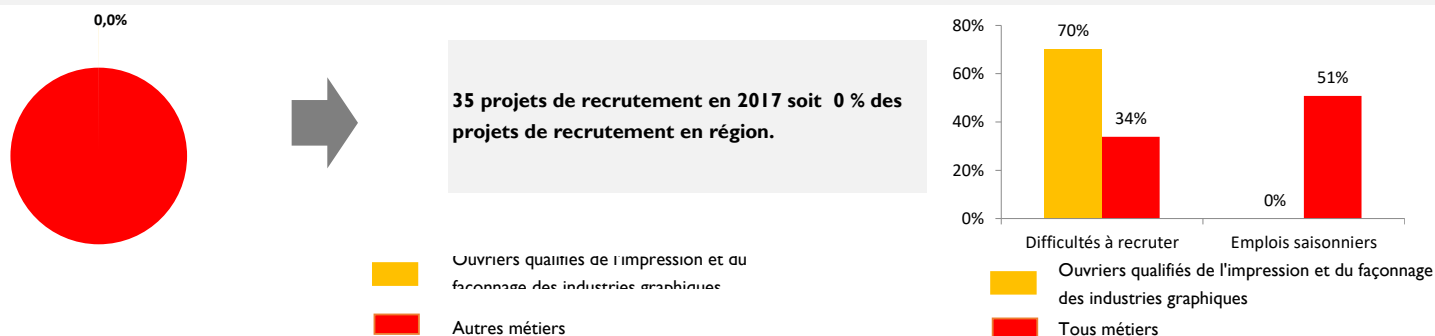 0,0%
35 projets de recrutement en 2017 soit 0 % des
projets de recrutement en région.
Ouvriers qualifiés de l'impression et du
façonnage des industries graphiques
Autres métiers
80%
60%
40%
20%
0%
70%
34%
0%
51%
Difficultés à recruter
Emplois saisonniers
Ouvriers qualifiés de l'impression et du façonnage
des industries graphiques
Tous métiers